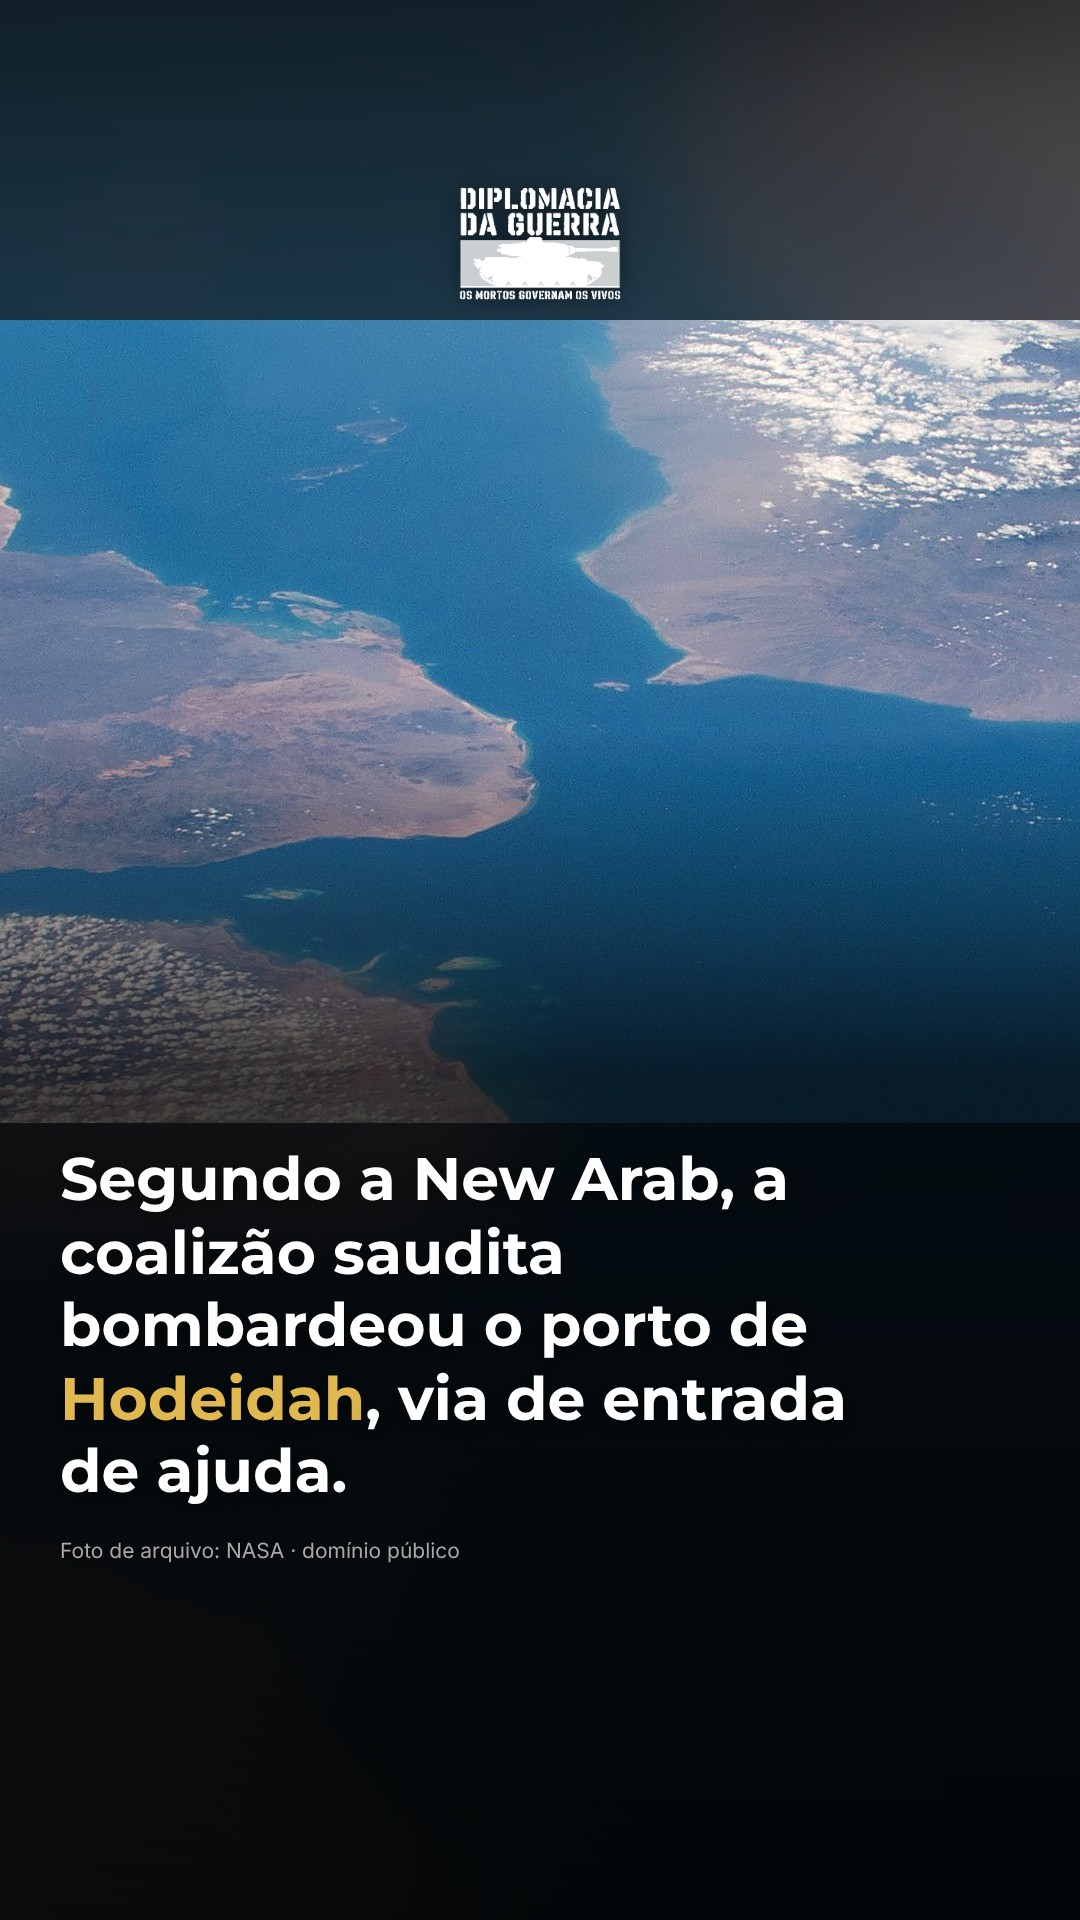 DIPLOMACIA
DA GUERRA
OS MORTOS GOVERNAM OS VIVOS
Segundo a New Arab, a
coalizão saudita
bombardeou o porto de
Hodeidah, via de entrada
de ajuda.
Foto de arquivo: NASA · domínio público